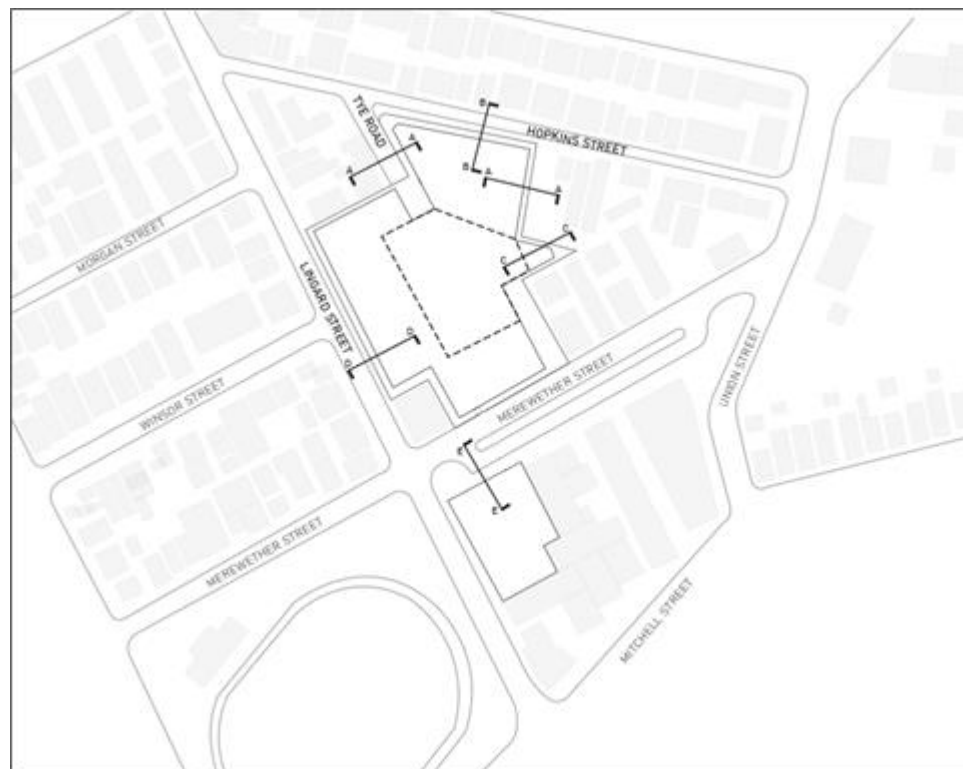 TYE ROAD
B
HOPKINS STREET
B
C
C
MORGAN STREET
LINGARD STREET
WINSOR STREET
MEREWETHER STREET
UNION STREET
E
MEREWETHER STREET
MITCHELL STREET